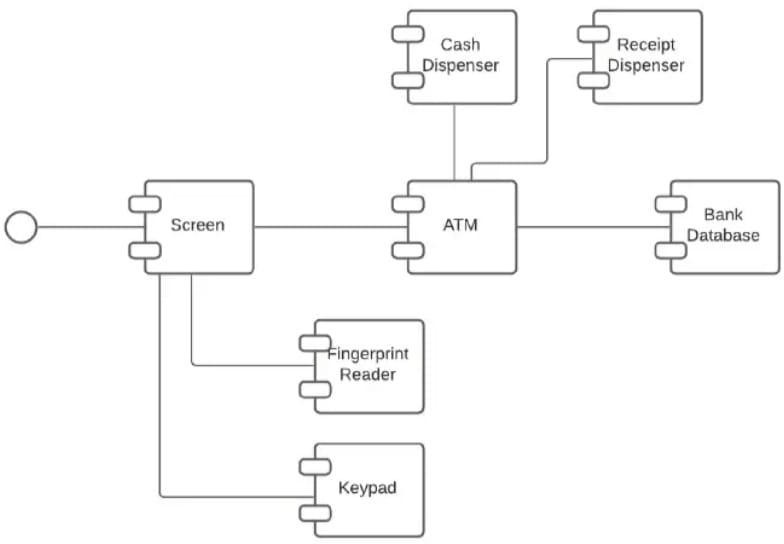 Cash
Dispenser
Receipt
Dispenser
Screen
ATM
Bank
Database
Fingerprint
Reader
Keypad